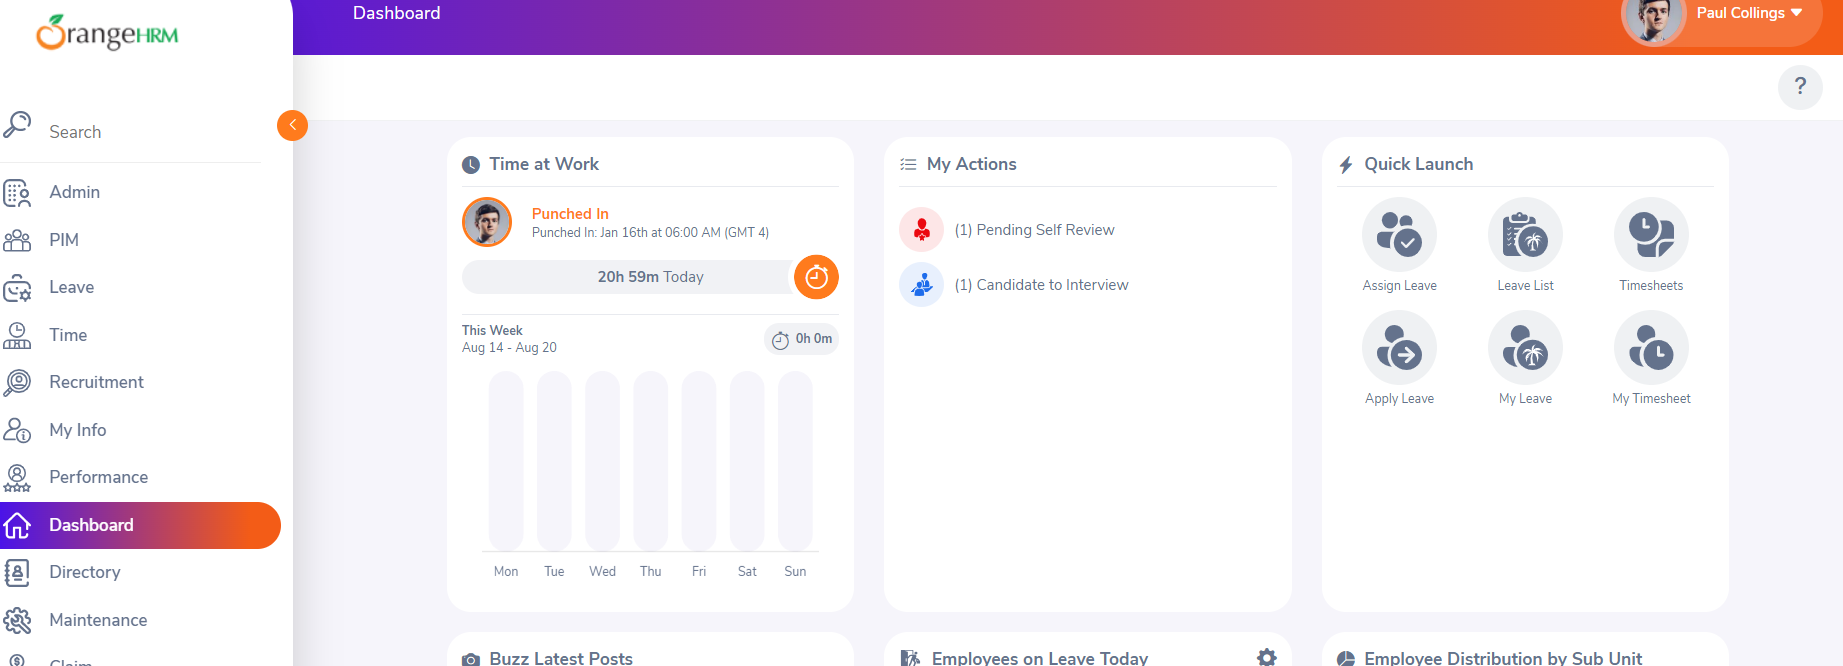 Dashboard
Paul Collings
OrangeHRM
?
Search
Admin
PIM
Leave
Time
Recruitment
My Info
Performance
Dashboard
Directory
Maintenance
Claim
Time at Work
Punched In
Punched In: Jan 16th at 06:00 AM (GMT 4)
20h 59m Today
This Week
Aug 14 - Aug 20
0h 0m
Mon Tue Wed Thu Fri Sat Sun
My Actions
(1) Pending Self Review
(1) Candidate to Interview
Quick Launch
Assign Leave Leave List Timesheets
Apply Leave My Leave My Timesheet
Buzz Latest Posts
Employees on Leave Today
Employee Distribution by Sub Unit